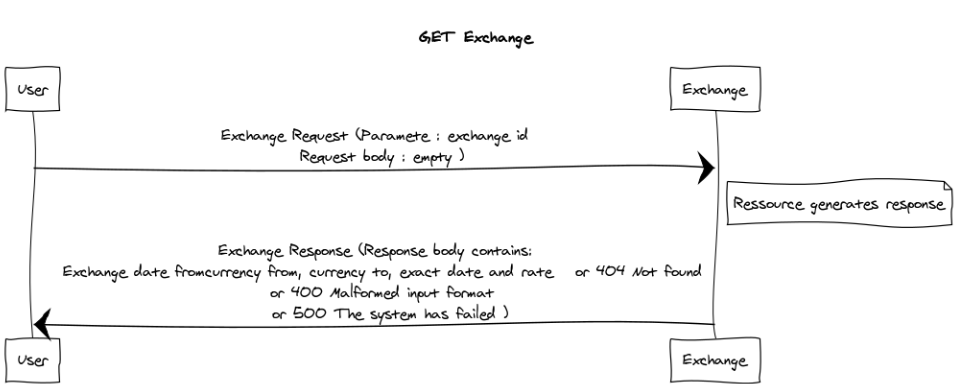 GET Exchange
User
Exchange
Exchange Request (Paramete : exchange id
Request body : empty )
Ressource generates response
Exchange Response (Response body contains:
Exchange date fromcurrency from, currency to, exact date and rate or 404 Not found
or 400 Malformed input format
or 500 The system has failed )
User
Exchange